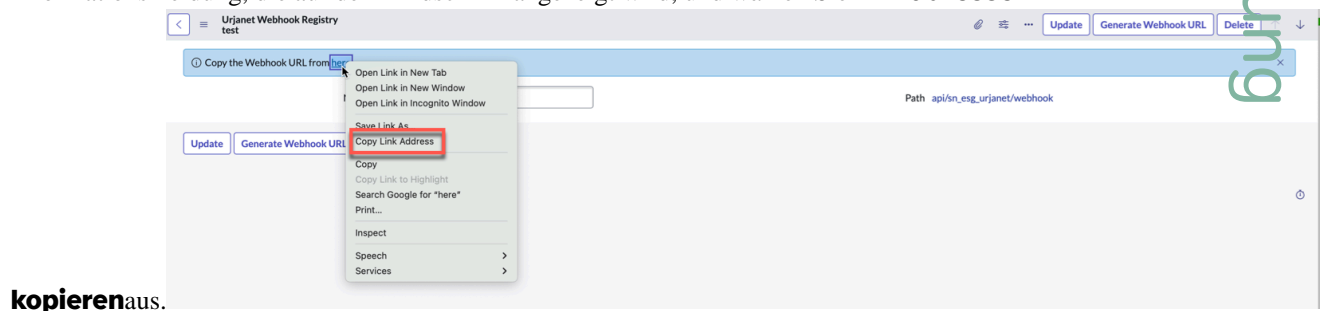 Urjanet Webhook Registry
test
Update Generate Webhook URL Delete
Copy the Webhook URL from here
Path api/sn_esg_urjanet/webhook
Update Generate Webhook URL
Open Link in New Tab
Open Link in New Window
Open Link in Incognito Window
Save Link As
Copy Link Address
Copy
Copy Link to Highlight
Search Google for "here"
Print...
Inspect
Speech
Services
kopierenaus.